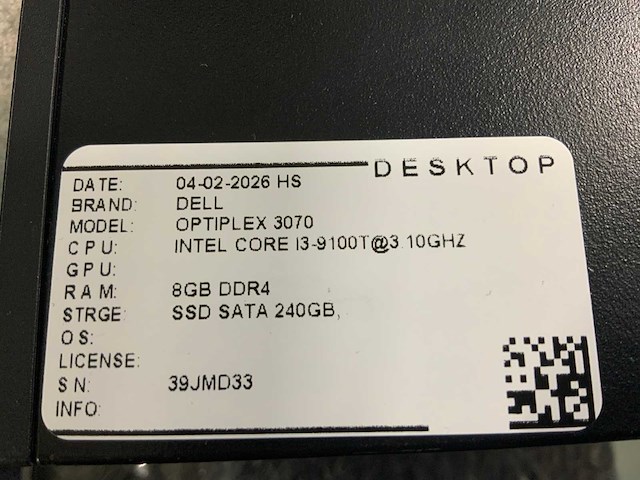 DESKTOP
DATE: 04-02-2026 HS
BRAND: DELL
MODEL: OPTIPLEX 3070
CPU: INTEL CORE I3-9100T@3.10GHZ
GPU:
RAM: 8GB DDR4
STRGE SSD SATA 240GB,
OS:
LICENSE:
SN: 39JMD33
INFO: